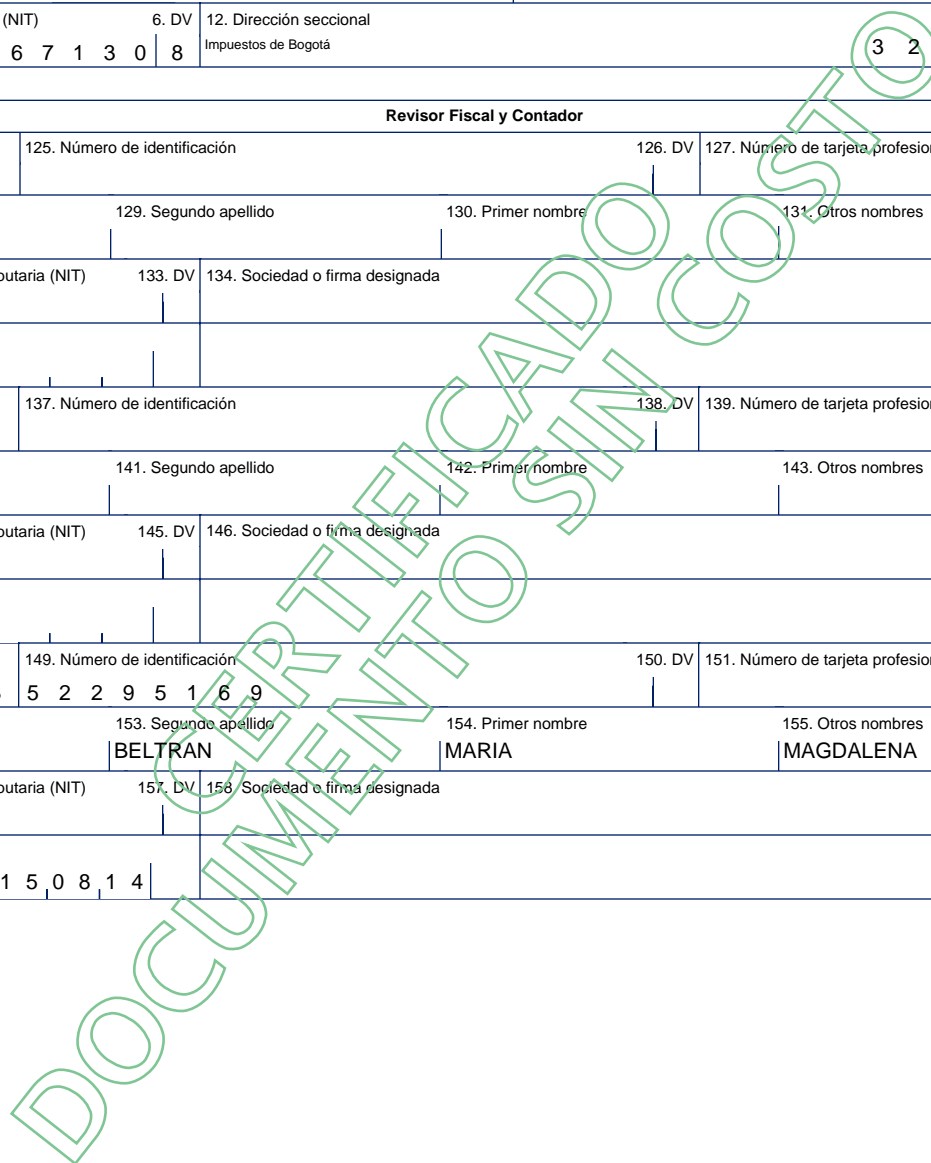 (NIT) 6. DV 12. Dirección seccional
6 7 1 3 0 8 Impuestos de Bogotá 3 2
Revisor Fiscal y Contador
125. Número de identificación 126. DV 127. Número de tarjeta
129. Segundo apellido 130. Primer nombre 131. Otros nombres
(NIT) 133. DV 134. Sociedad o firma designada
137. Número de identificación 138. DV 139. Número de tarjeta
141. Segundo apellido 142. Primer nombre 143. Otros nombres
(NIT) 145. DV 146. Sociedad o firma designada
149. Número de identificación 150. DV 151. Número de tarjeta
5 2 2 9 5 1 6 9
153. Segundo apellido 154. Primer nombre 155. Otros nombres
BELTRAN MARIA MAGDALENA
(NIT) 157. DV 158. Sociedad o firma designada
1 5 0 8 1 4
CERTIFICADO
DOCUMENTO SIN COSTO